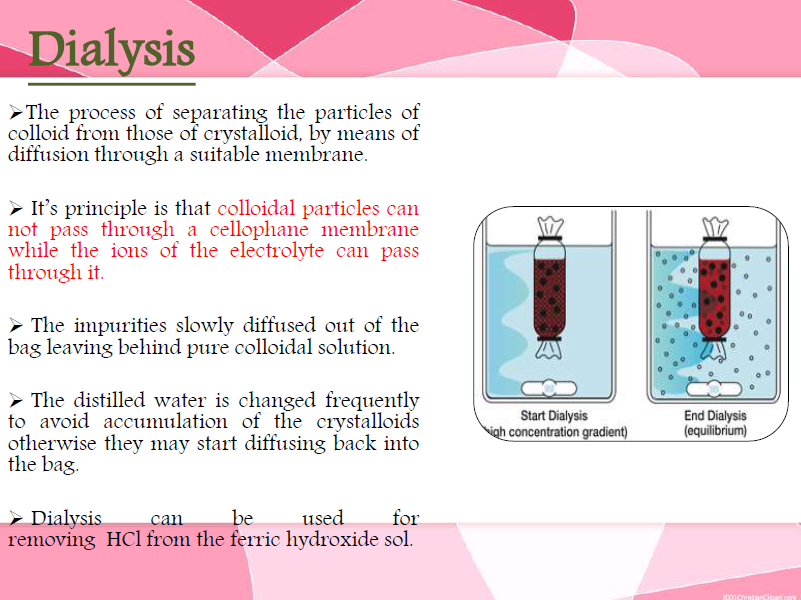 Dialysis
➢The process of separating the particles of
colloid from those of crystalloid, by means of
diffusion through a suitable membrane.
➢ It's principle is that colloidal particles can
not pass through a cellophane membrane
while the ions of the electrolyte can pass
through it.
➢ The impurities slowly diffused out of the
bag leaving behind pure colloidal solution.
➢ The distilled water is changed frequently
to avoid accumulation of the crystalloids
otherwise they may start diffusing back into
the bag.
➢ Dialysis can be used for
removing HCl from the ferric hydroxide sol.
Start Dialysis
high concentration gradient)
End Dialysis
(equilibrium)